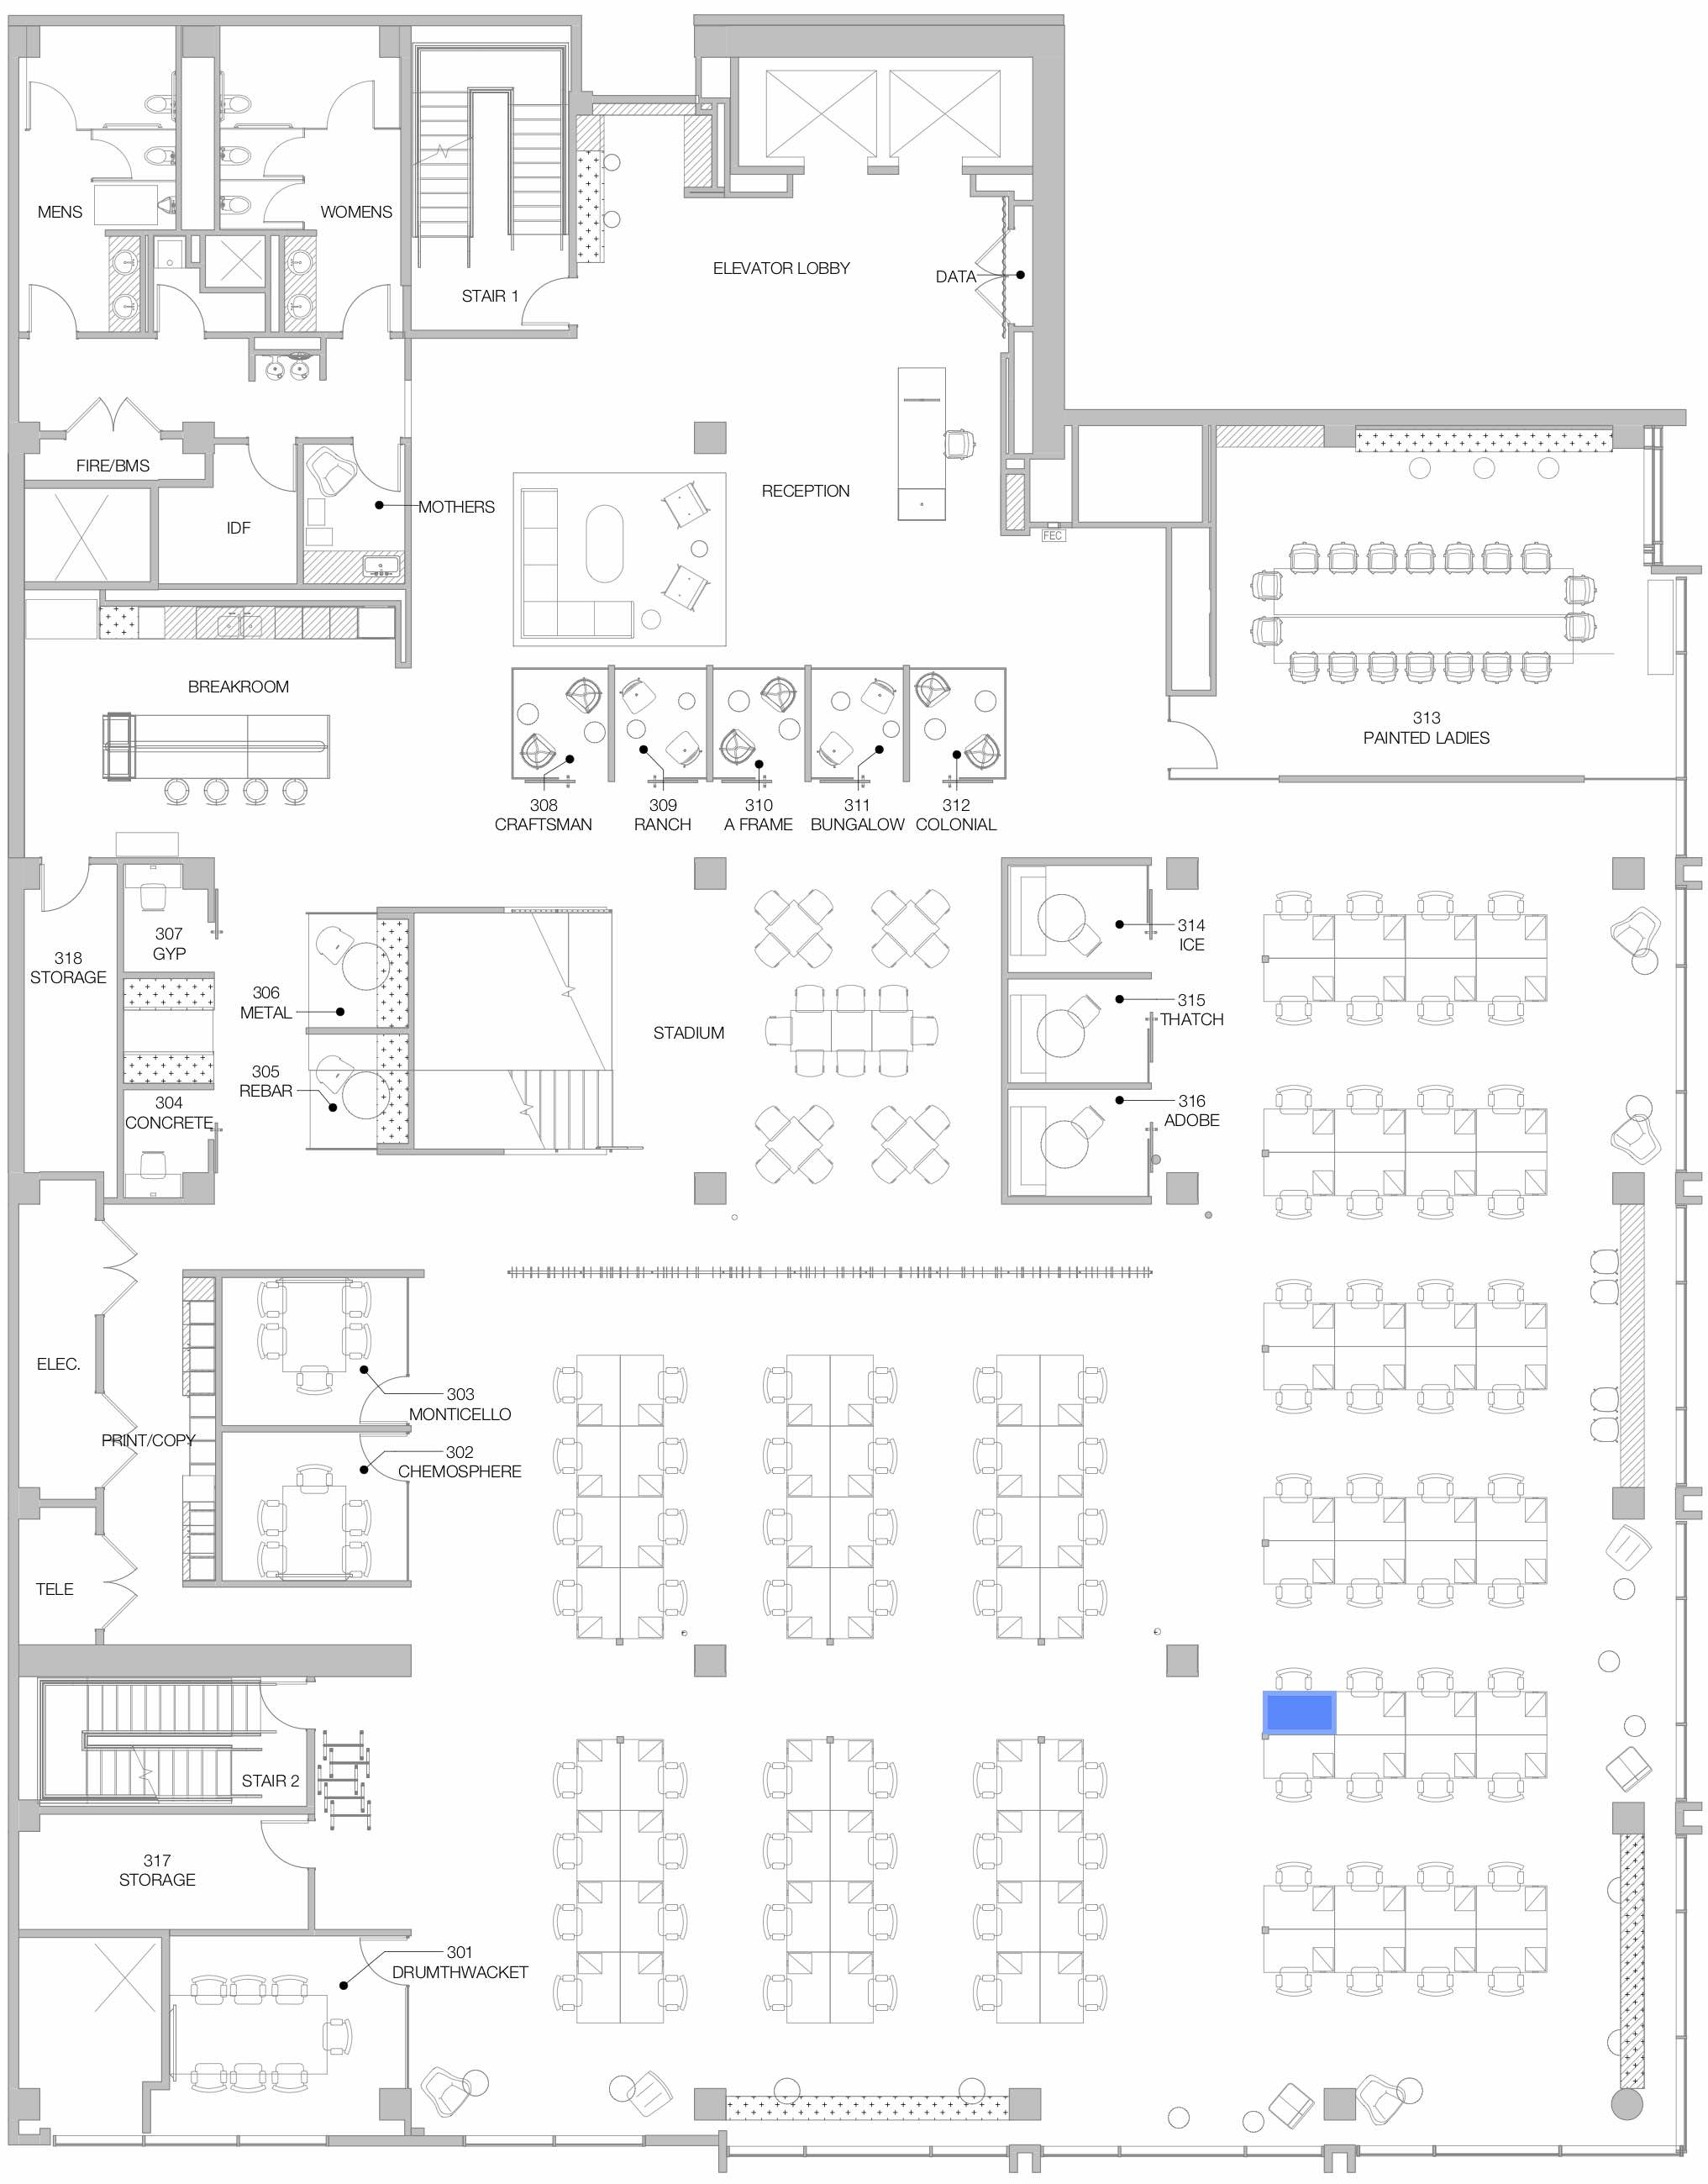 MENS
WOMENS
STAIR 1
ELEVATOR LOBBY
DATA
FIRE/BMS
IDF
MOTHERS
RECEPTION
FEC
BREAKROOM
313
PAINTED LADIES
308
CRAFTSMAN
309
RANCH
310
A FRAME
311
BUNGALOW
312
COLONIAL
307
GYP
318
STORAGE
306
METAL
305
REBAR
304
CONCRETE
STADIUM
314
ICE
315
THATCH
316
ADOBE
ELEC.
303
MONTICELLO
PRINT/COPY
302
CHEMOSPHERE
TELE
STAIR 2
317
STORAGE
301
DRUMTHWACKET